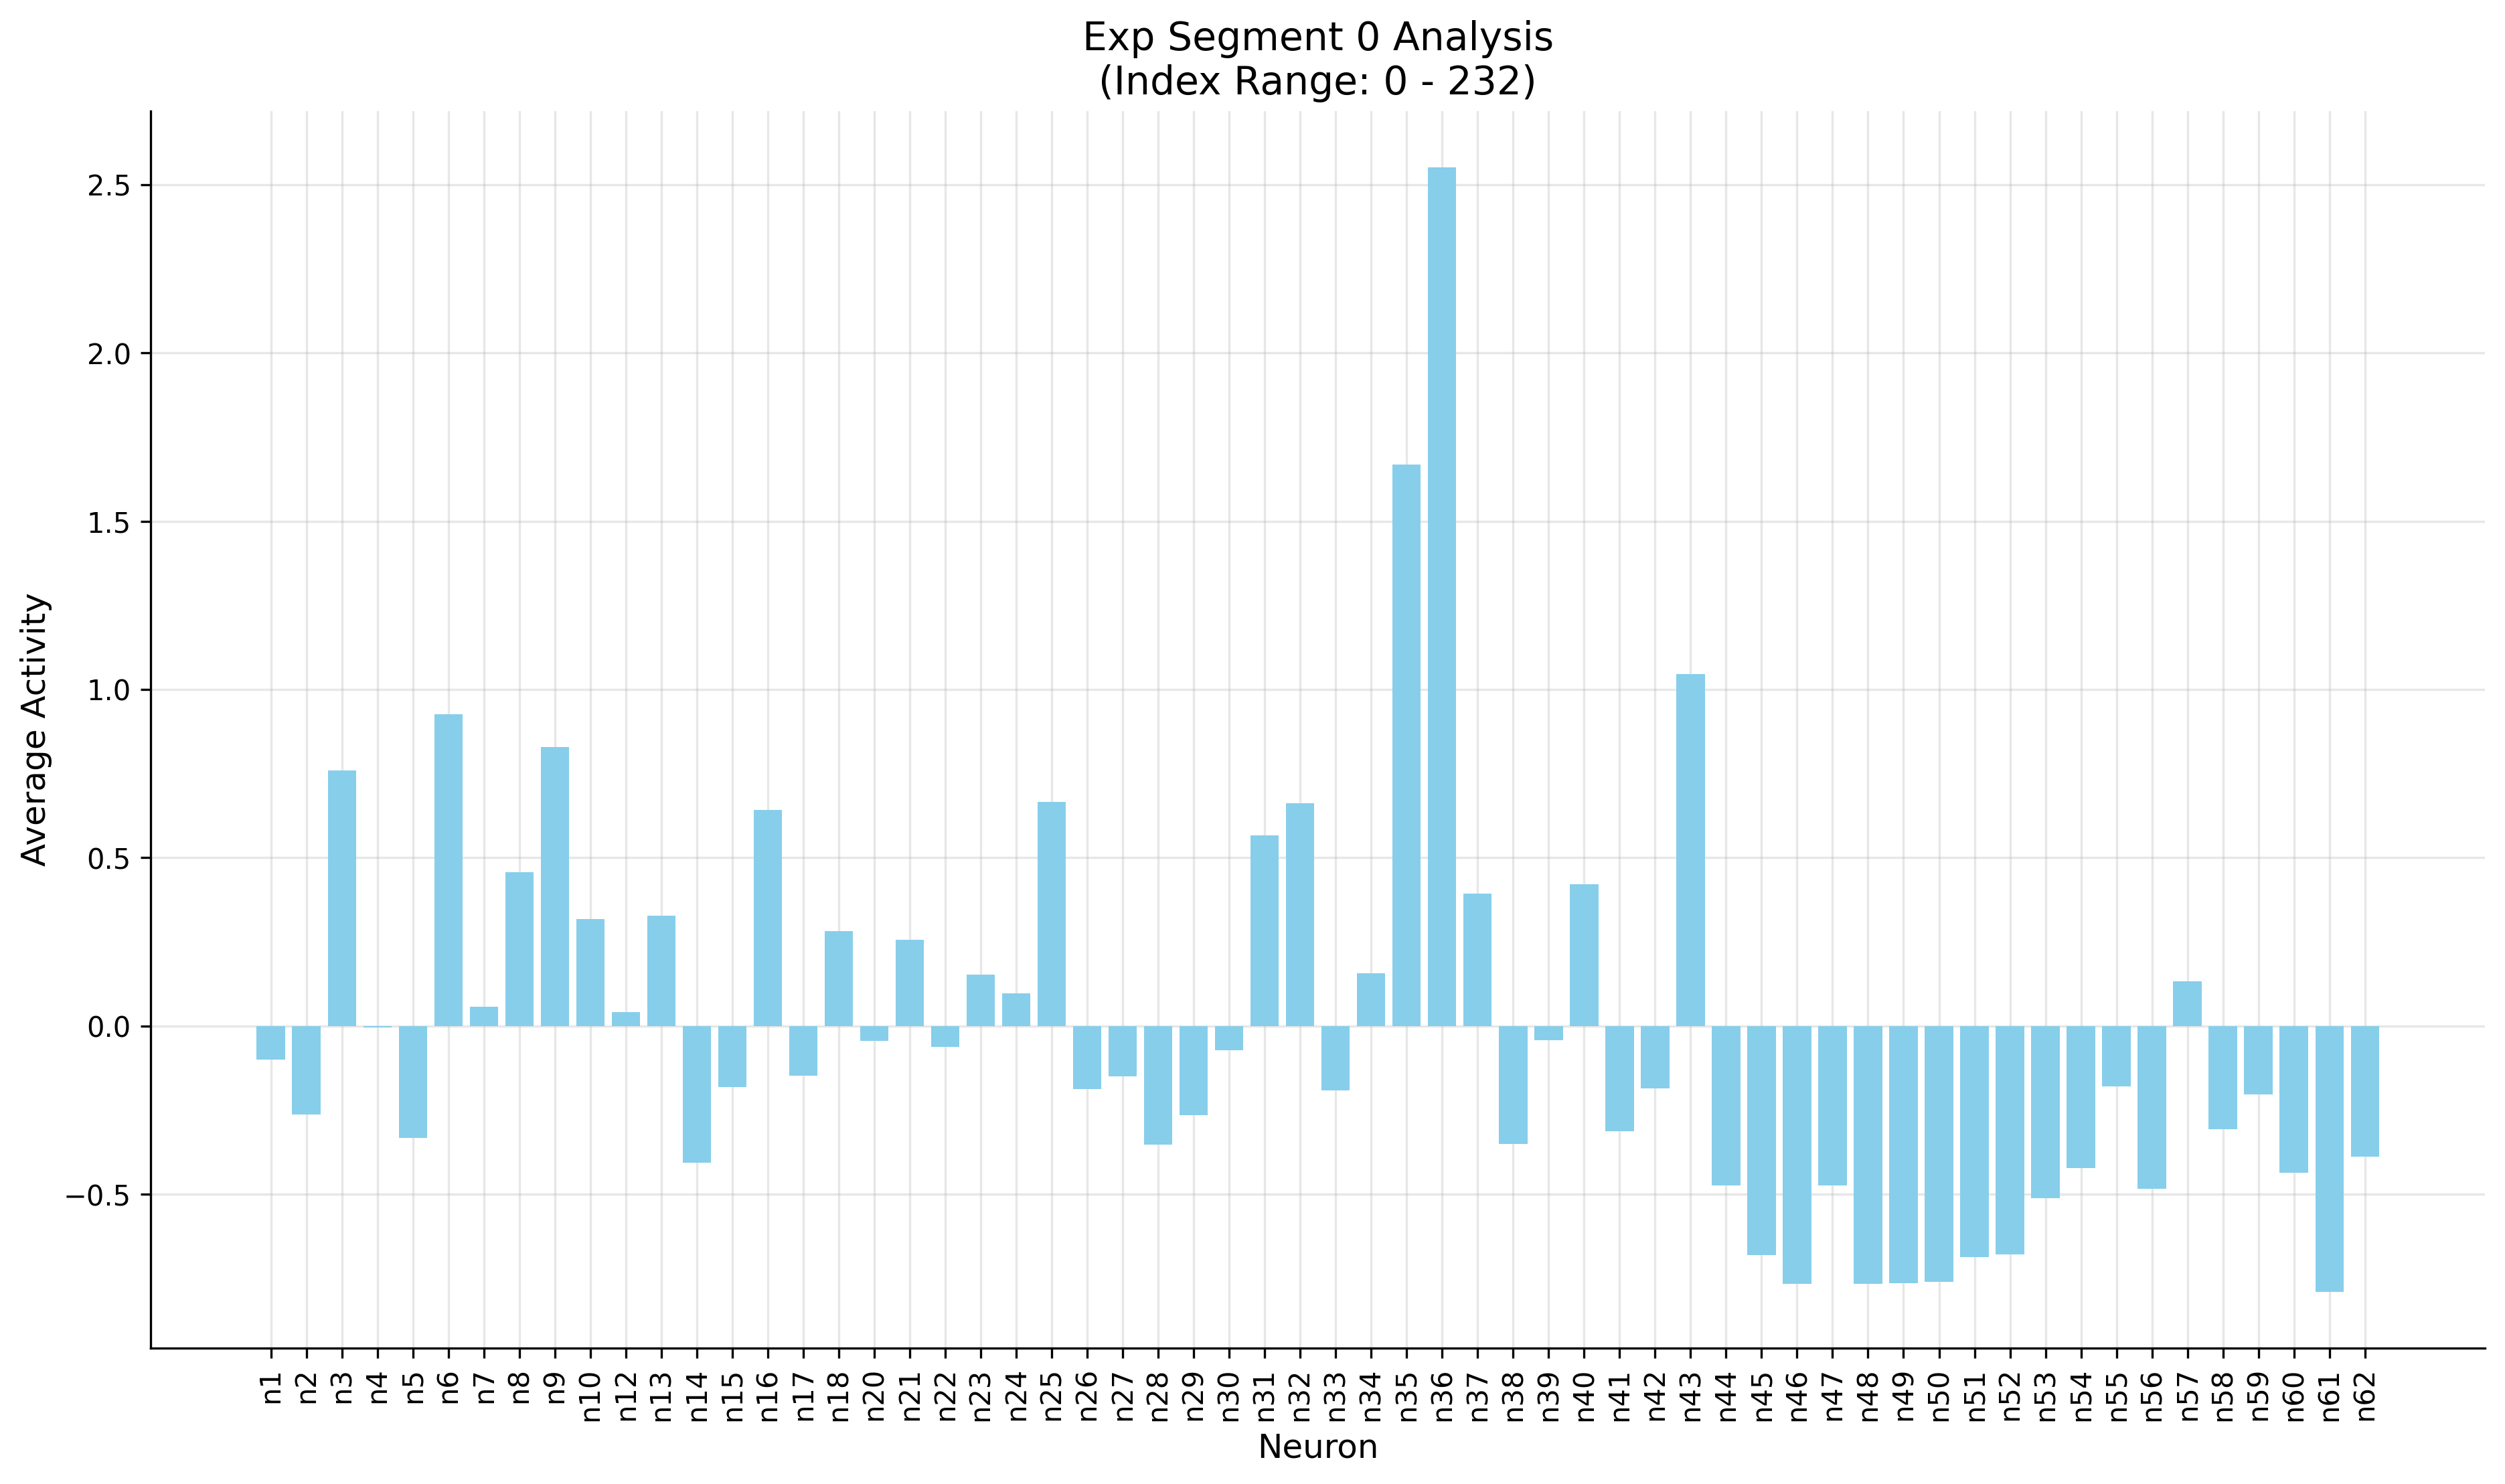 Exp Segment 0 Analysis
(Index Range: 0 - 232)
Average Activity
2.5
2.0
1.5
1.0
0.5
0.0
−0.5
n1 n2 n3 n4 n5 n6 n7 n8 n9 n10 n12 n13 n14 n15 n16 n17 n18 n20 n21 n22 n23 n24 n25 n26 n27 n28 n29 n30 n31 n32 n33 n34 n35 n36 n37 n38 n39 n40 n41 n42 n43 n44 n45 n46 n47 n48 n49 n50 n51 n52 n53 n54 n55 n56 n57 n58 n59 n60 n61 n62
Neuron